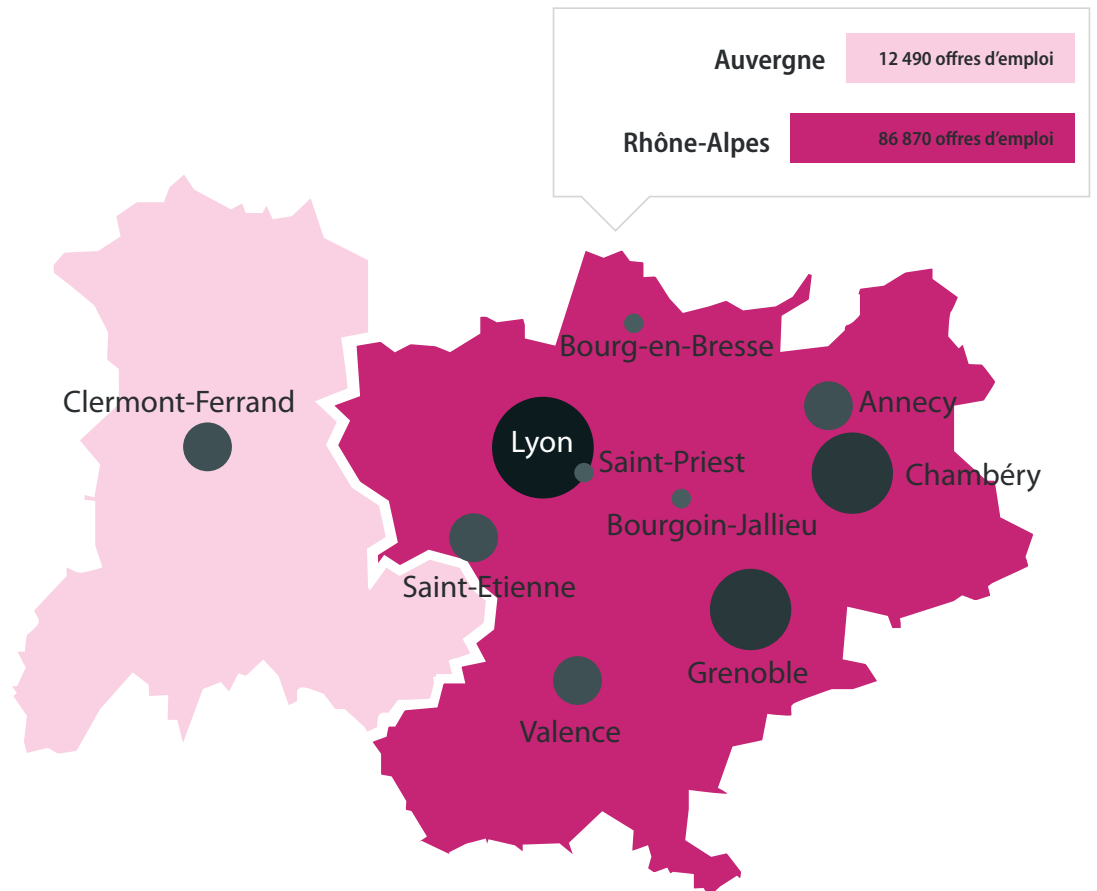 Auvergne 12 490 offres d'emploi
Rhône-Alpes 86 870 offres d'emploi
Bourg-en-Bresse
Clermont-Ferrand
Annecy
Lyon
Saint-Priest
Chambéry
Bourgoin-Jallieu
Saint-Etienne
Grenoble
Valence